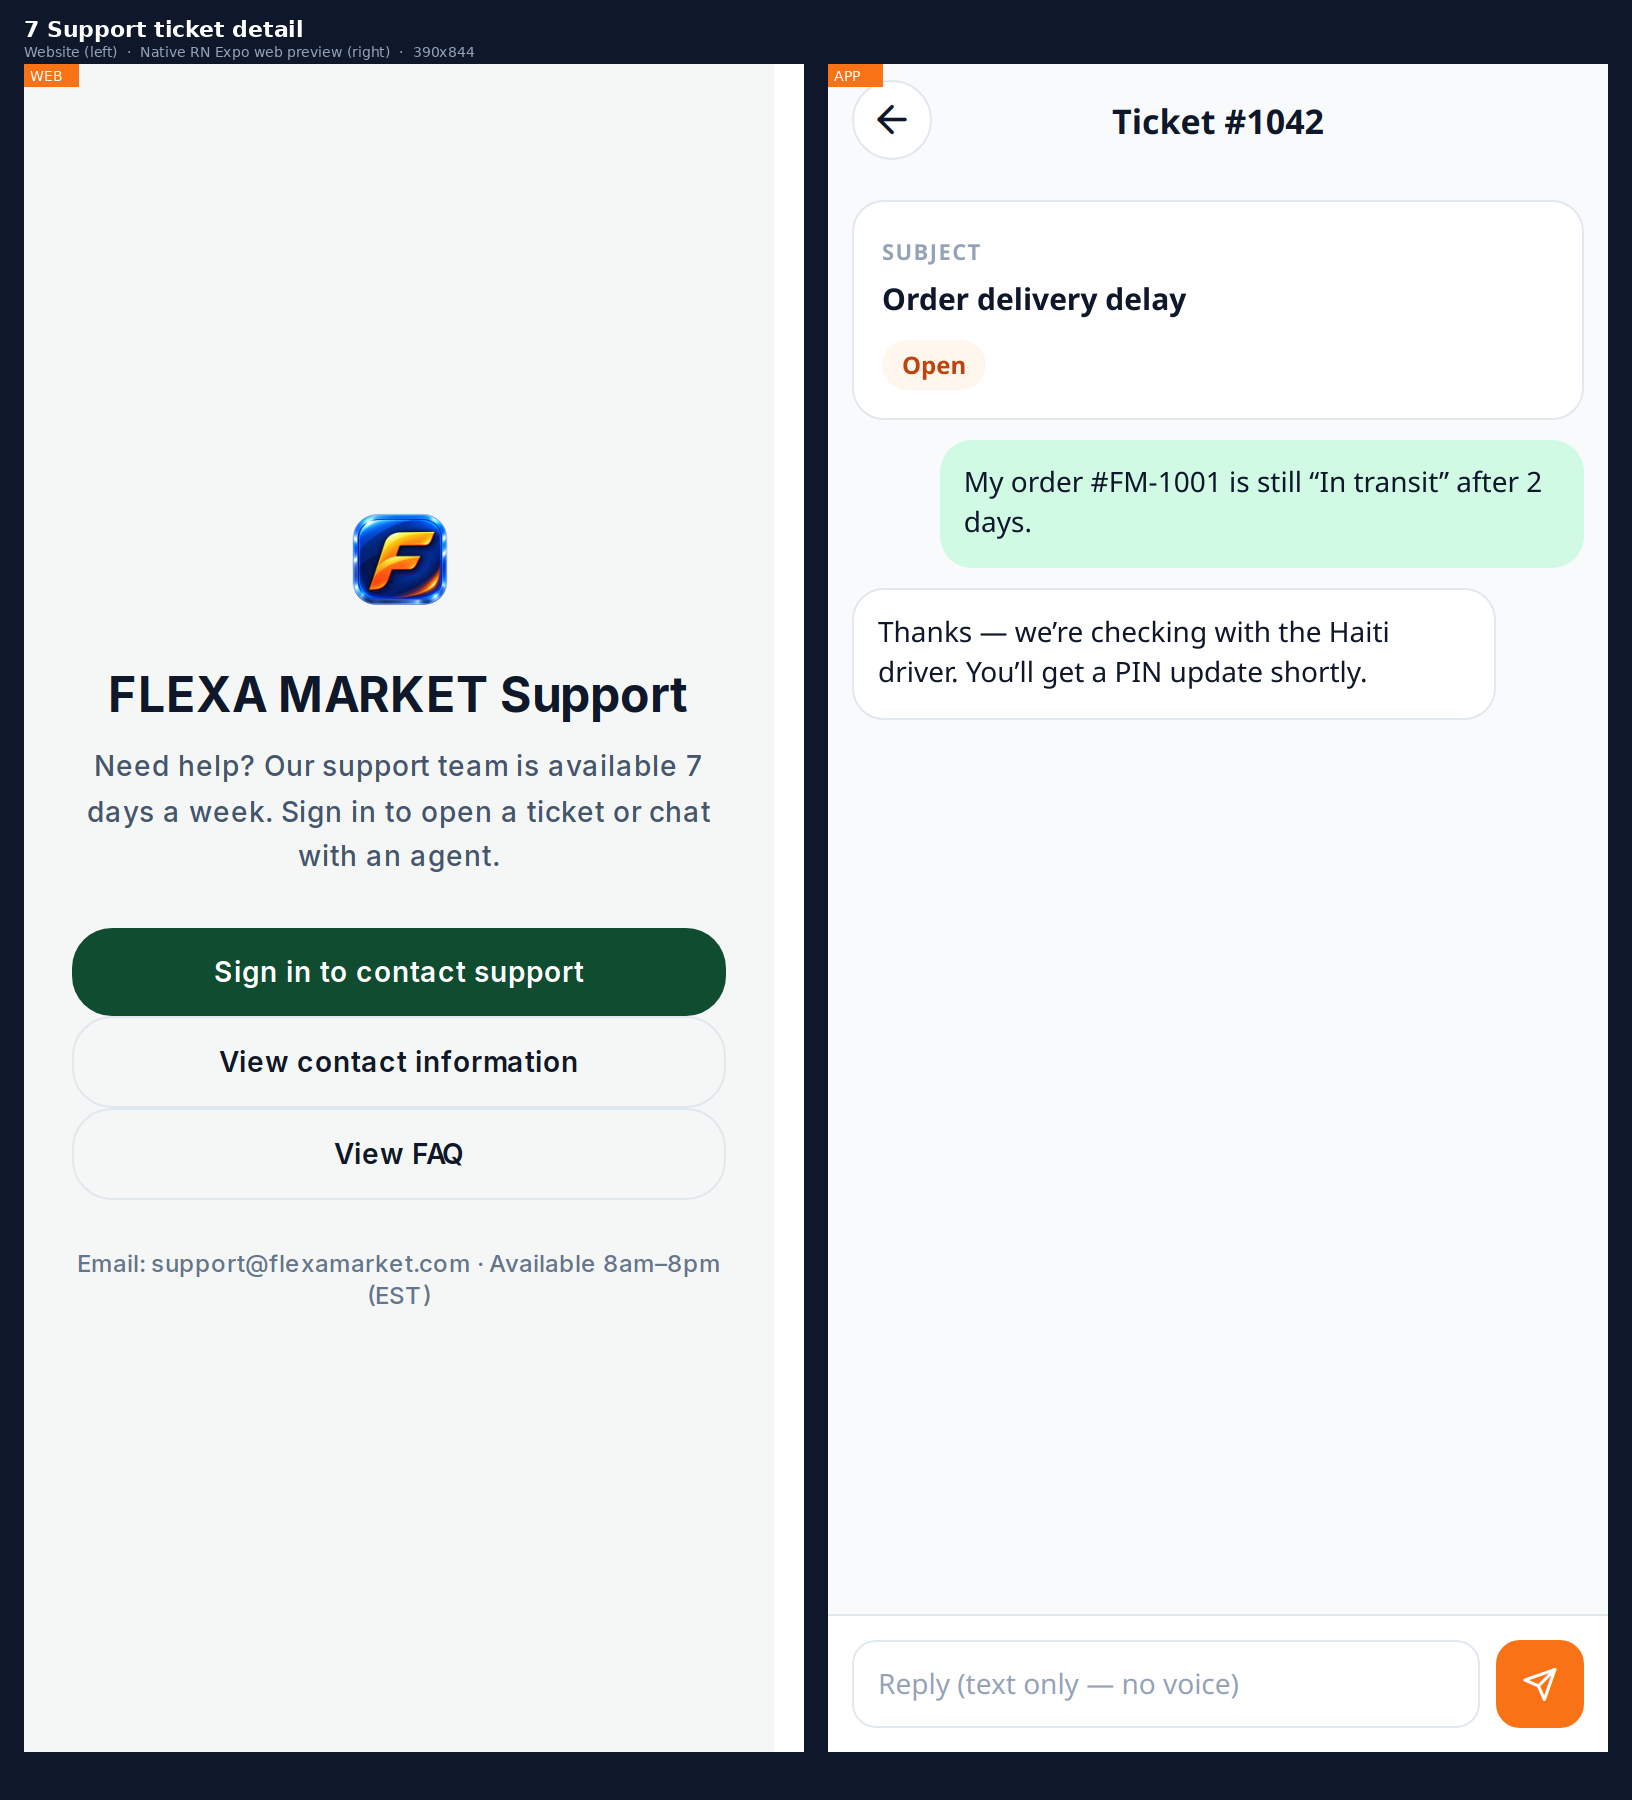 7 Support ticket detail
Website (left) · Native RN Expo web preview (right) · 390x844
WEB
F
FLEXA MARKET Support
Need help? Our support team is available 7
days a week. Sign in to open a ticket or chat
with an agent.
Sign in to contact support
View contact information
View FAQ
Email: support@flexamarket.com · Available 8am–8pm
(EST)
APP
Ticket #1042
SUBJECT
Order delivery delay
Open
My order #FM-1001 is still “In transit” after 2
days.
Thanks — we’re checking with the Haiti
driver. You’ll get a PIN update shortly.
Reply (text only — no voice)